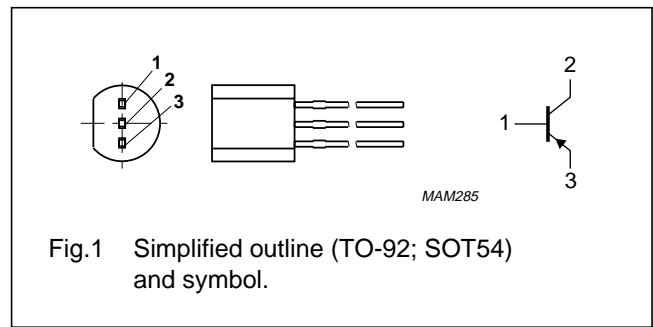 1
2
3
2
1
3
MAM285
Fig.1 Simplified outline (TO-92; SOT54)
and symbol.